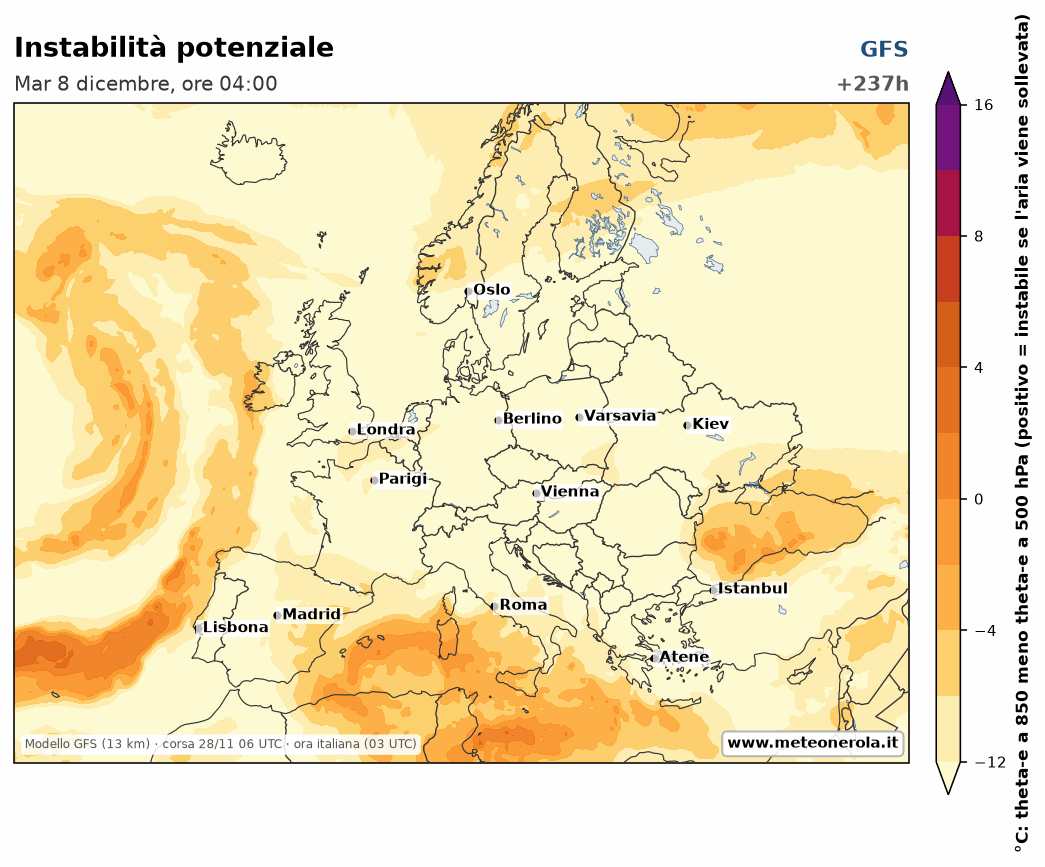 Instabilità potenziale
GFS
Mar 8 dicembre, ore 04:00
+237h
Oslo
Londra
Berlino
Varsavia
Kiev
Parigi
Vienna
Istanbul
Roma
Madrid
Lisbona
Atene
Modello GFS (13 km) · corsa 28/11 06 UTC · ora italiana (03 UTC)
www.meteonerola.it
16
8
4
0
−4
−12
°C: theta-e a 850 meno theta-e a 500 hPa (positivo = instabile se l'aria viene sollevata)